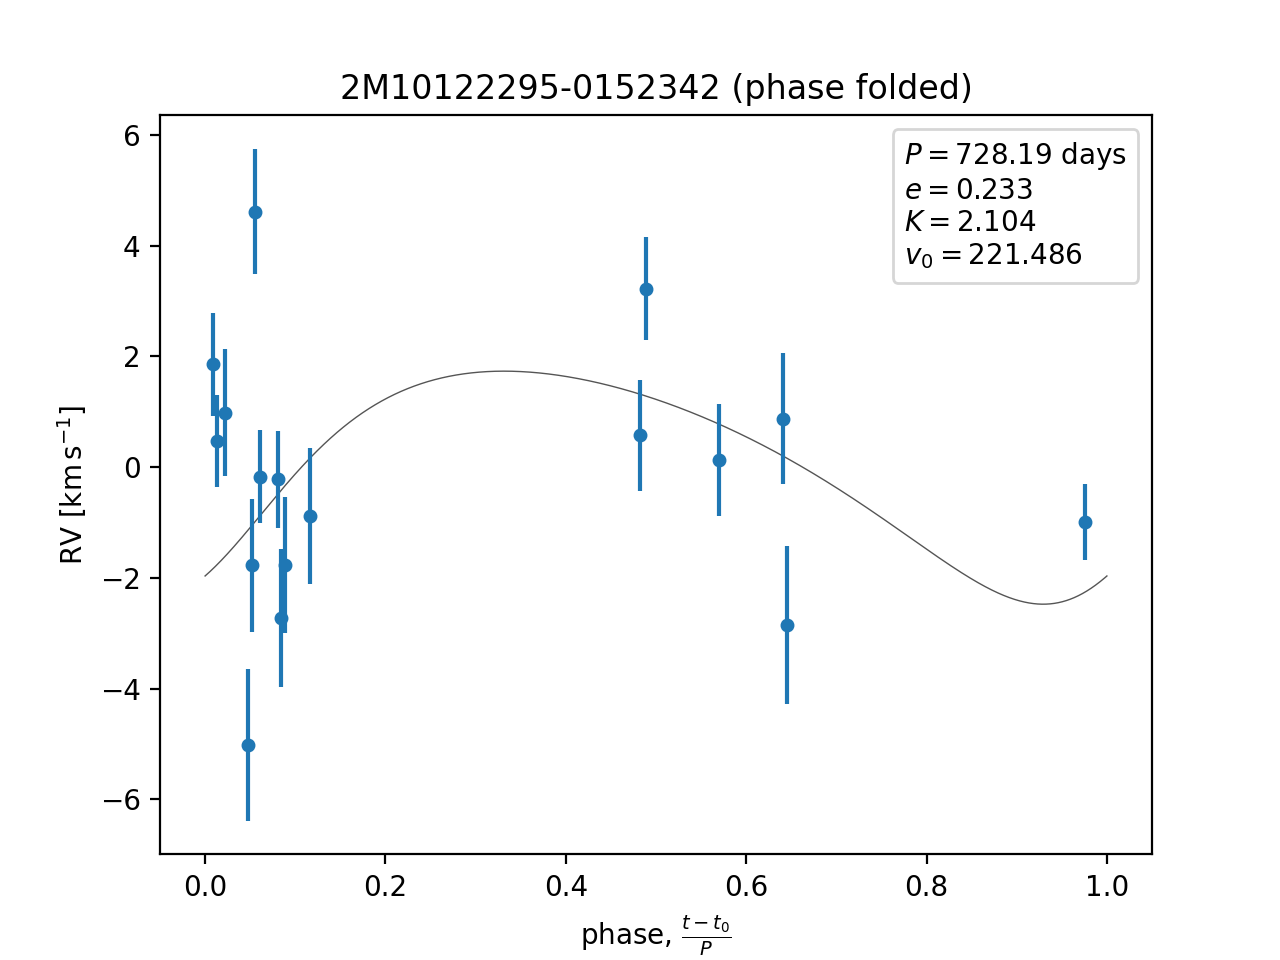 2M10122295-0152342 (phase folded)
P = 728.19 days
e = 0.233
K = 2.104
v₀ = 221.486
6
4
2
0
−2
−4
−6
RV [km s⁻¹]
0.0 0.2 0.4 0.6 0.8 1.0
phase, (t − t₀)/P